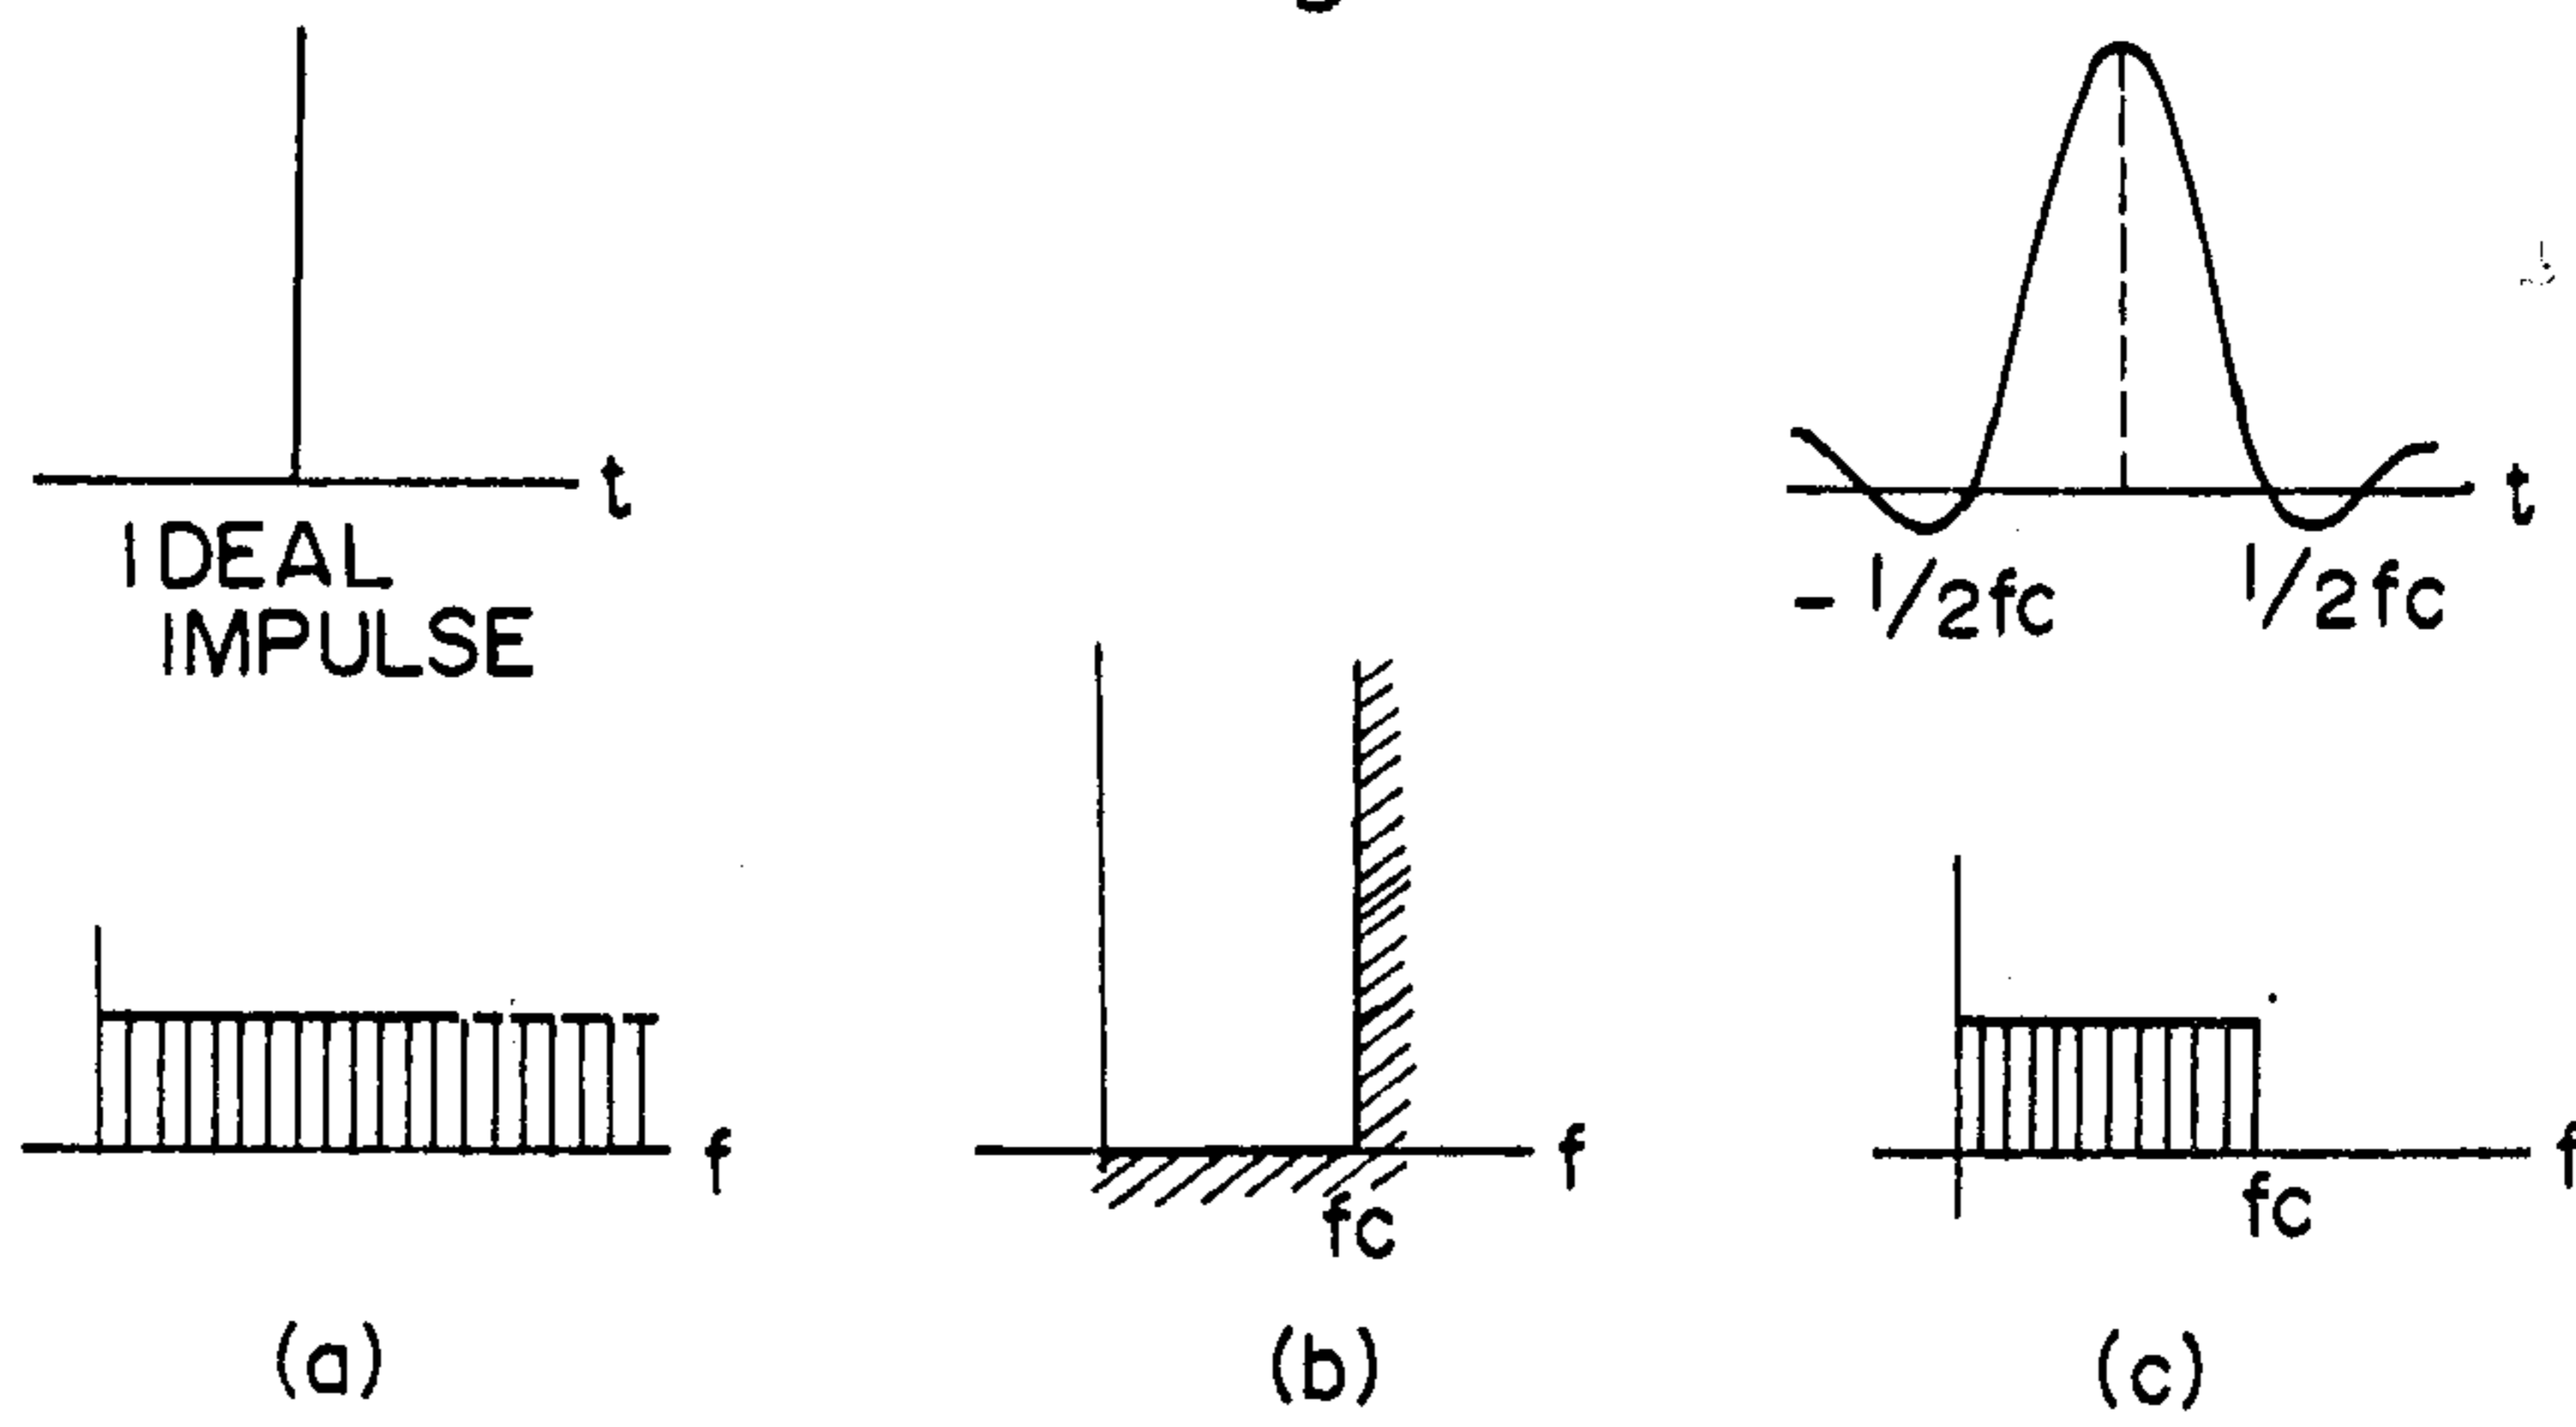 t
IDEAL
IMPULSE
t
- 1/2fc
1/2fc
f
f
fc
f
fc
(a)
(b)
(c)